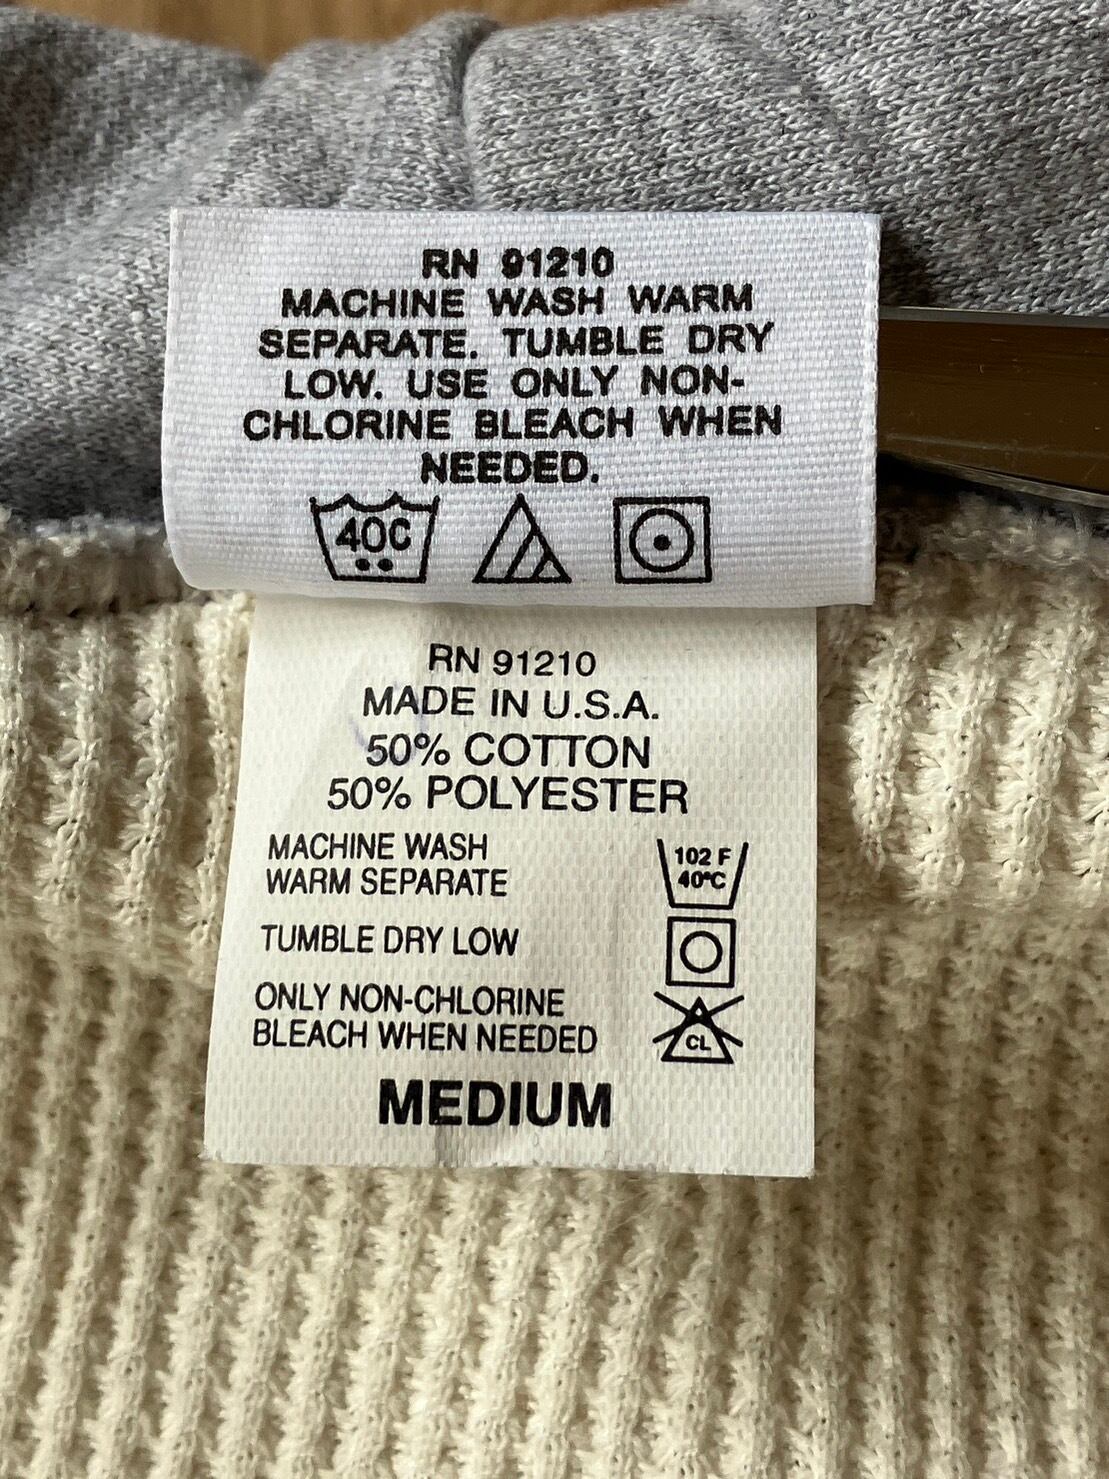 RN 91210
MACHINE WASH WARM
SEPARATE. TUMBLE DRY
LOW. USE ONLY NON-
CHLORINE BLEACH WHEN
NEEDED.
40C
RN 91210
MADE IN U.S.A.
50% COTTON
50% POLYESTER
MACHINE WASH
WARM SEPARATE
102 F
40°C
TUMBLE DRY LOW
ONLY NON-CHLORINE
BLEACH WHEN NEEDED
CL
MEDIUM